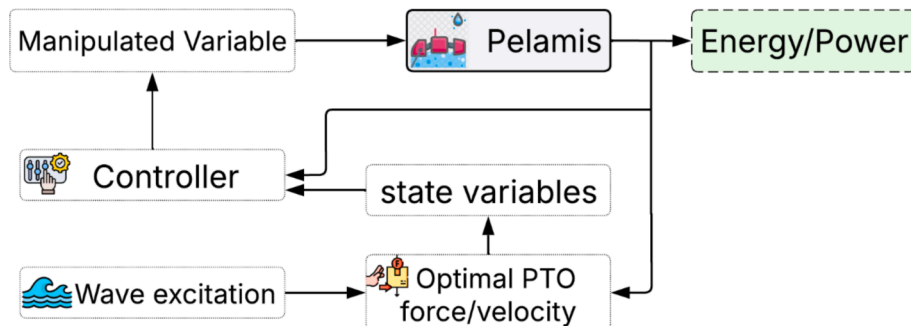 Manipulated Variable
Pelamis
Energy/Power
Controller
state variables
Wave excitation
F
Optimal PTO
force/velocity